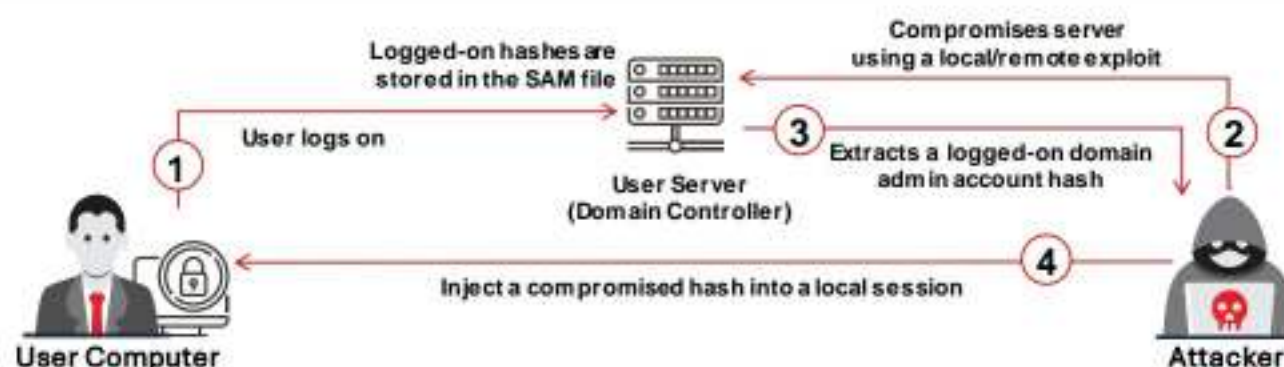 Logged-on hashes are
stored in the SAM file
Compromises server
using a local/remote exploit
User logs on
1
3
2
Extracts a logged-on domain
admin account hash
User Server
(Domain Controller)
4
Inject a compromised hash into a local session
User Computer
Attacker